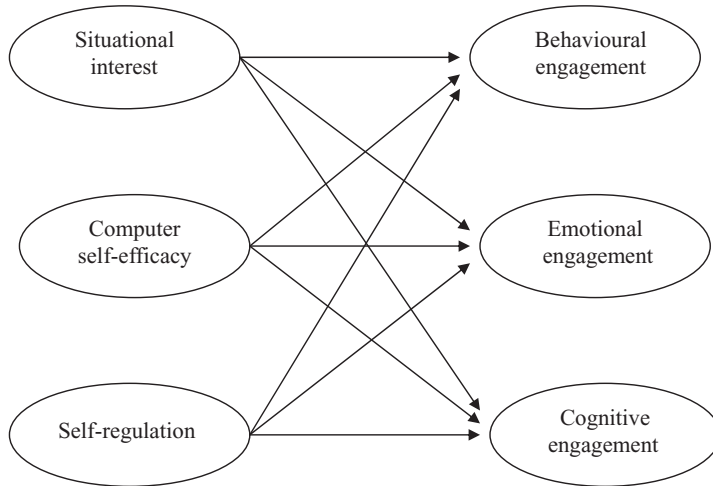 Situational
interest
Behavioural
engagement
Computer
self-efficacy
Emotional
engagement
Self-regulation
Cognitive
engagement